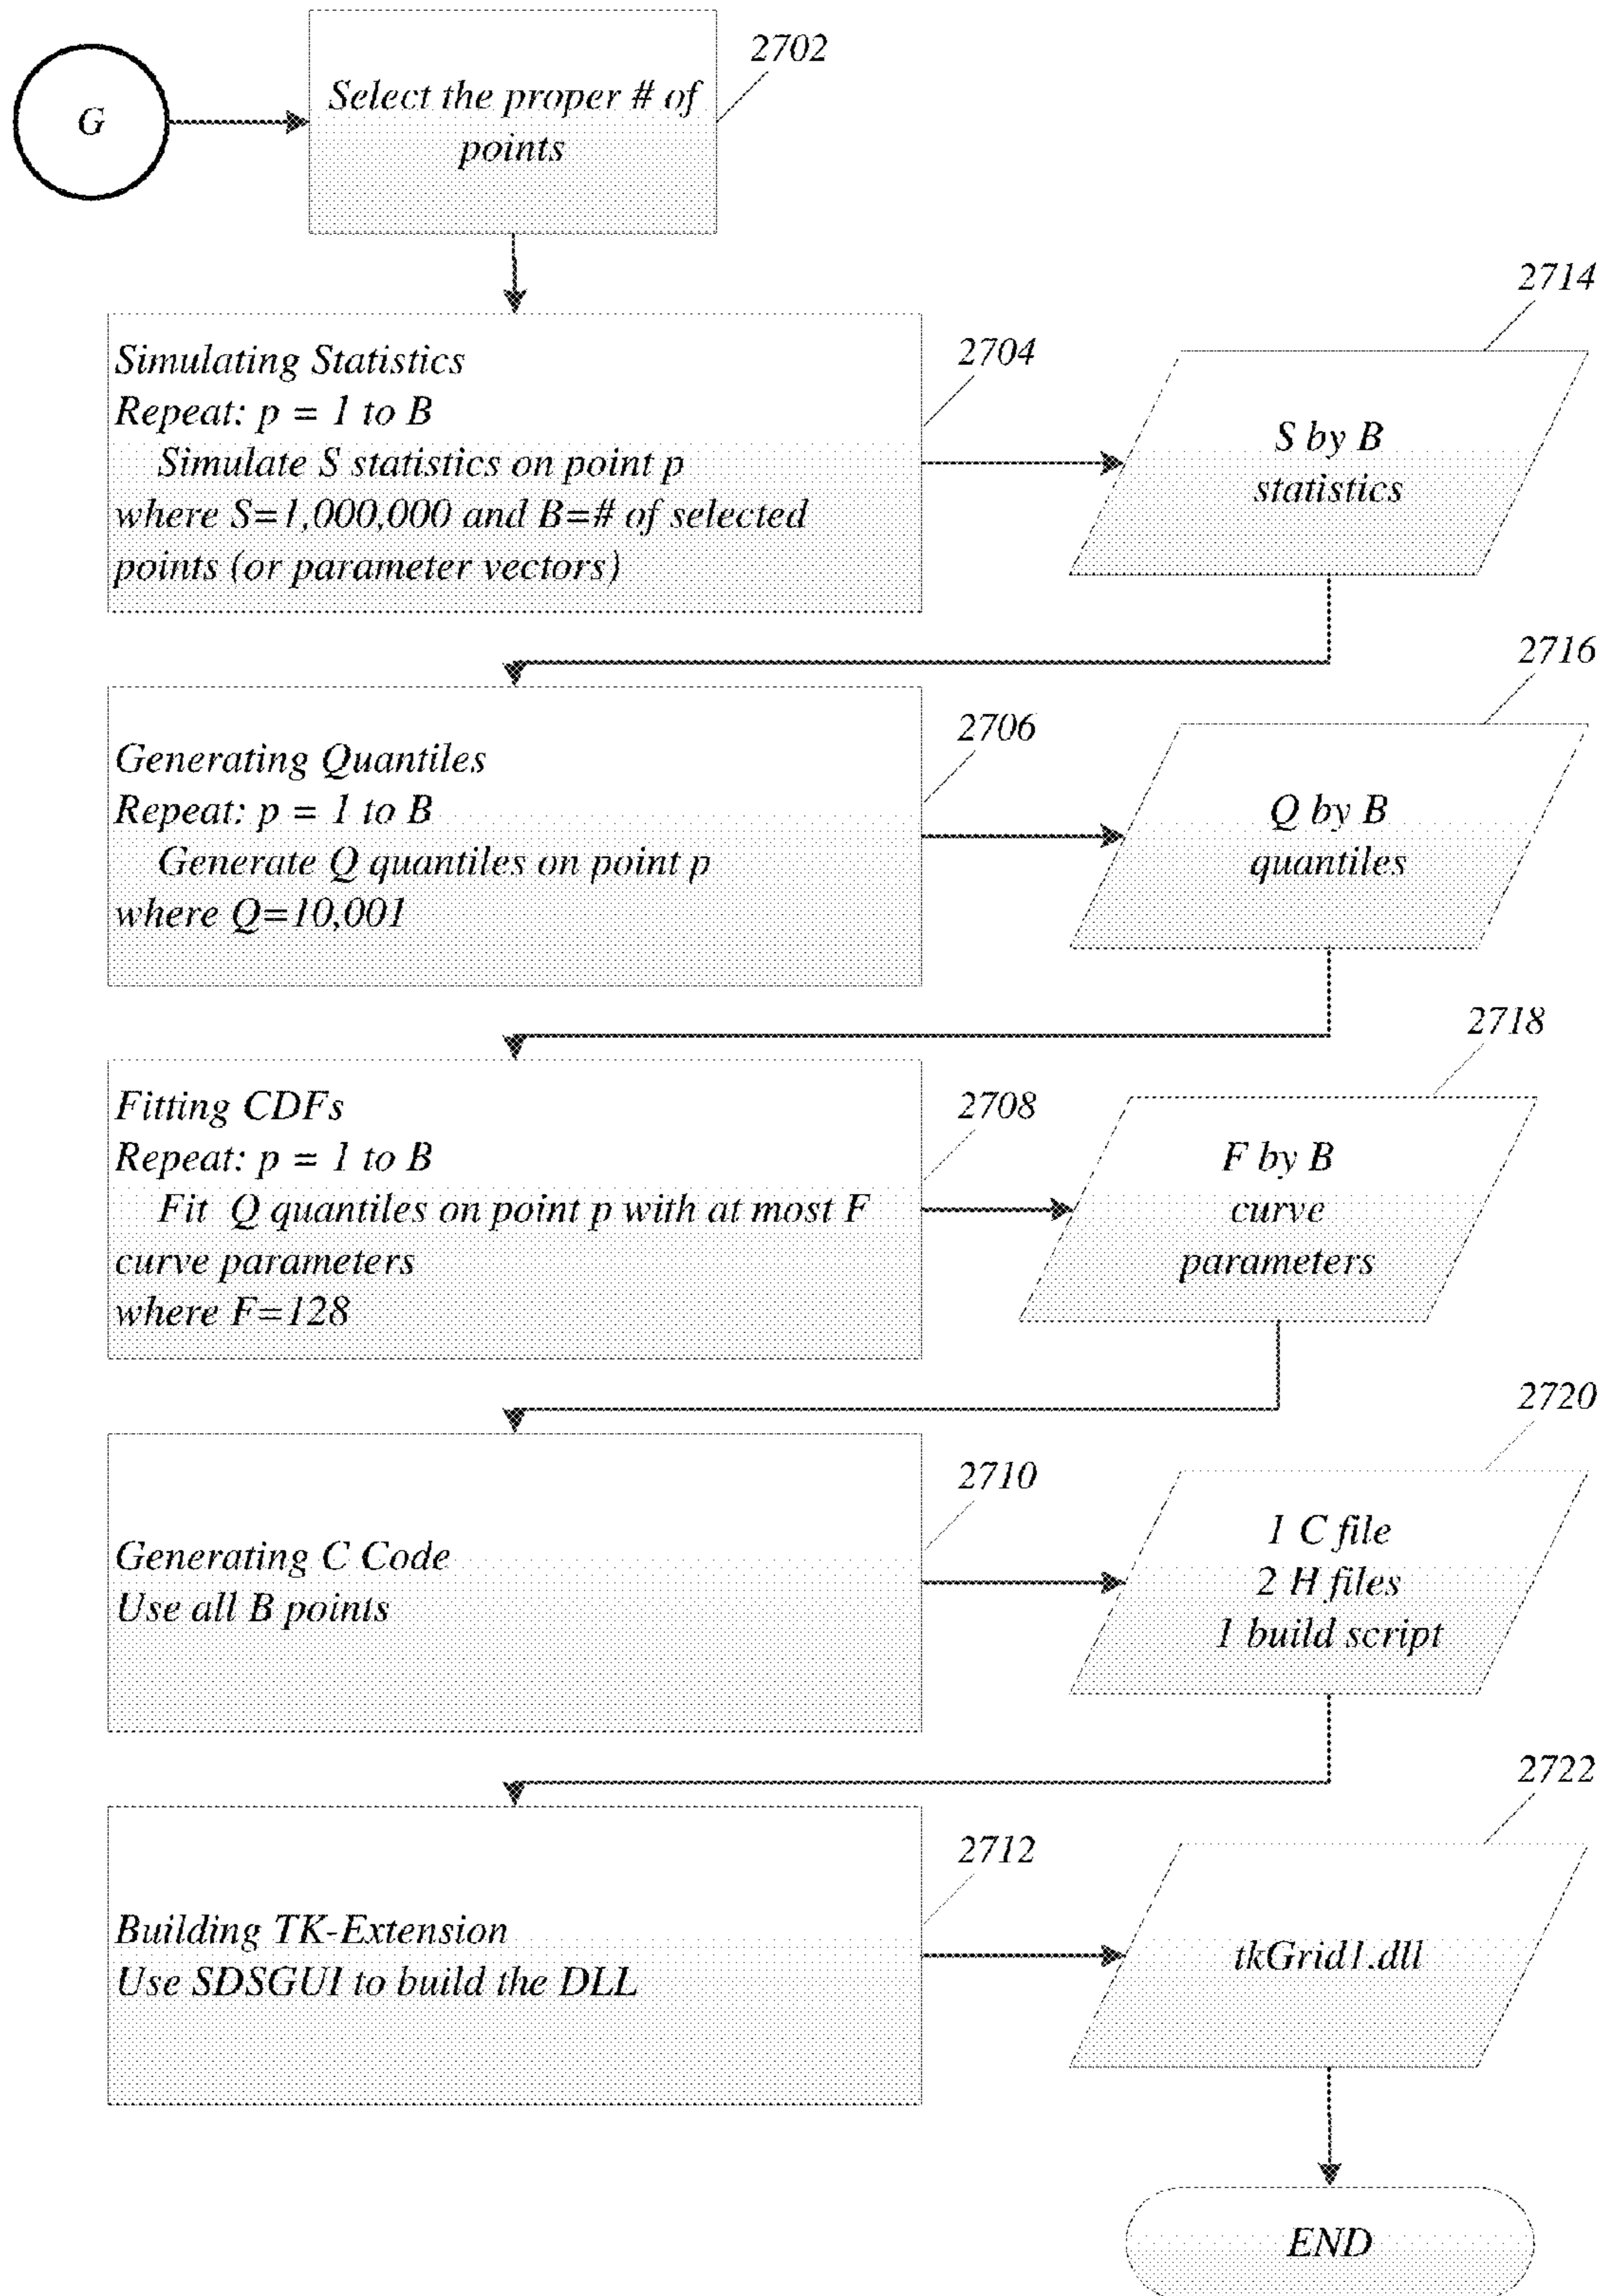 G
Select the proper # of
points
2702
Simulating Statistics
Repeat: p = 1 to B
Simulate S statistics on point p
where S=1,000,000 and B=# of selected
points (or parameter vectors)
2704
S by B
statistics
2714
Generating Quantiles
Repeat: p = 1 to B
Generate Q quantiles on point p
where Q=10,001
2706
Q by B
quantiles
2716
Fitting CDFs
Repeat: p = 1 to B
Fit Q quantiles on point p with at most F
curve parameters
where F=128
2708
F by B
curve
parameters
2718
Generating C Code
Use all B points
2710
1 C file
2 H files
1 build script
2720
Building TK-Extension
Use SDSGUI to build the DLL
2712
tkGrid1.dll
2722
END